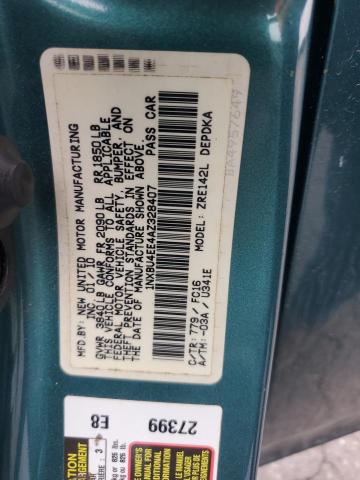 MFD. BY: NEW UNITED MOTOR MANUFACTURING
INC 01/10
GVWR 3840LB GAWR FR 2090LB RR 1850LB
THIS VEHICLE CONFORMS TO ALL APPLICABLE
FEDERAL MOTOR VEHICLE SAFETY, BUMPER, AND
THEFT PREVENTION STANDARDS IN EFFECT ON
THE DATE OF MANUFACTURE SHOWN ABOVE.
1NXBU4EE4AZ328407 PASS CAR
MODEL: ZRE142L DEPDKA
C/TR: 779/FC16
A/TM: -03A/U341E
27399
E8